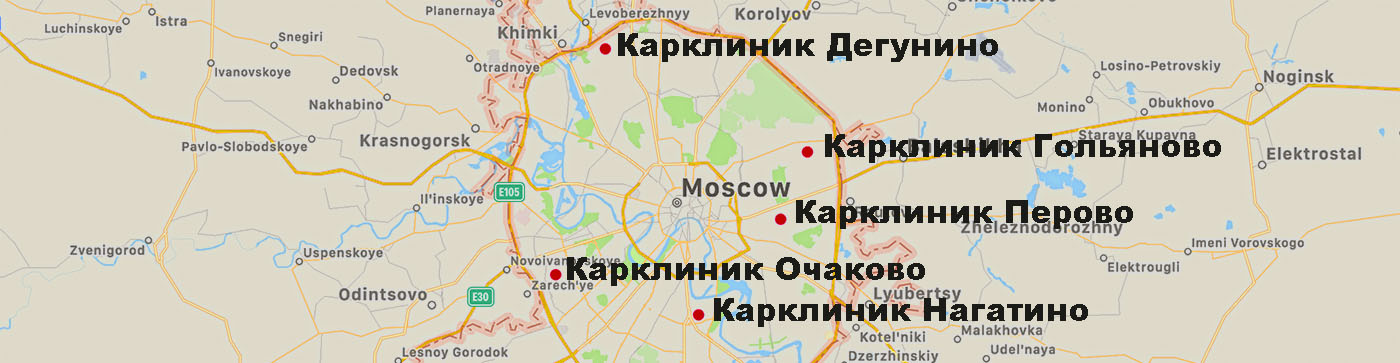 Planernaya
Levoberezhnyy
Korolyov
Luchinskoye
Istra
Khimki
Snegiri
Карклиник Дегунино
Ivanovskoye
Dedovsk
Otradnoye
Losino-Petrovskiy
Noginsk
Nakhabino
Monino
Obukhovo
Krasnogorsk
Staraya Kupavna
Pavlo-Slobodskoye
Карклиник Гольяново
Elektrostal
Moscow
E105
Il'inskoye
Карклиник Перово
Zheleznodorozhny
Zvenigorod
Uspenskoye
Imeni Vorovskogo
Novoivanovskoye
Карклиник Очаково
Elektrougli
Odintsovo
E30
Zarech'ye
Lyubertsy
Карклиник Нагатино
Malakhovka
Kotel'niki
Lesnoy Gorodok
Dzerzhinskiy
Udel'naya